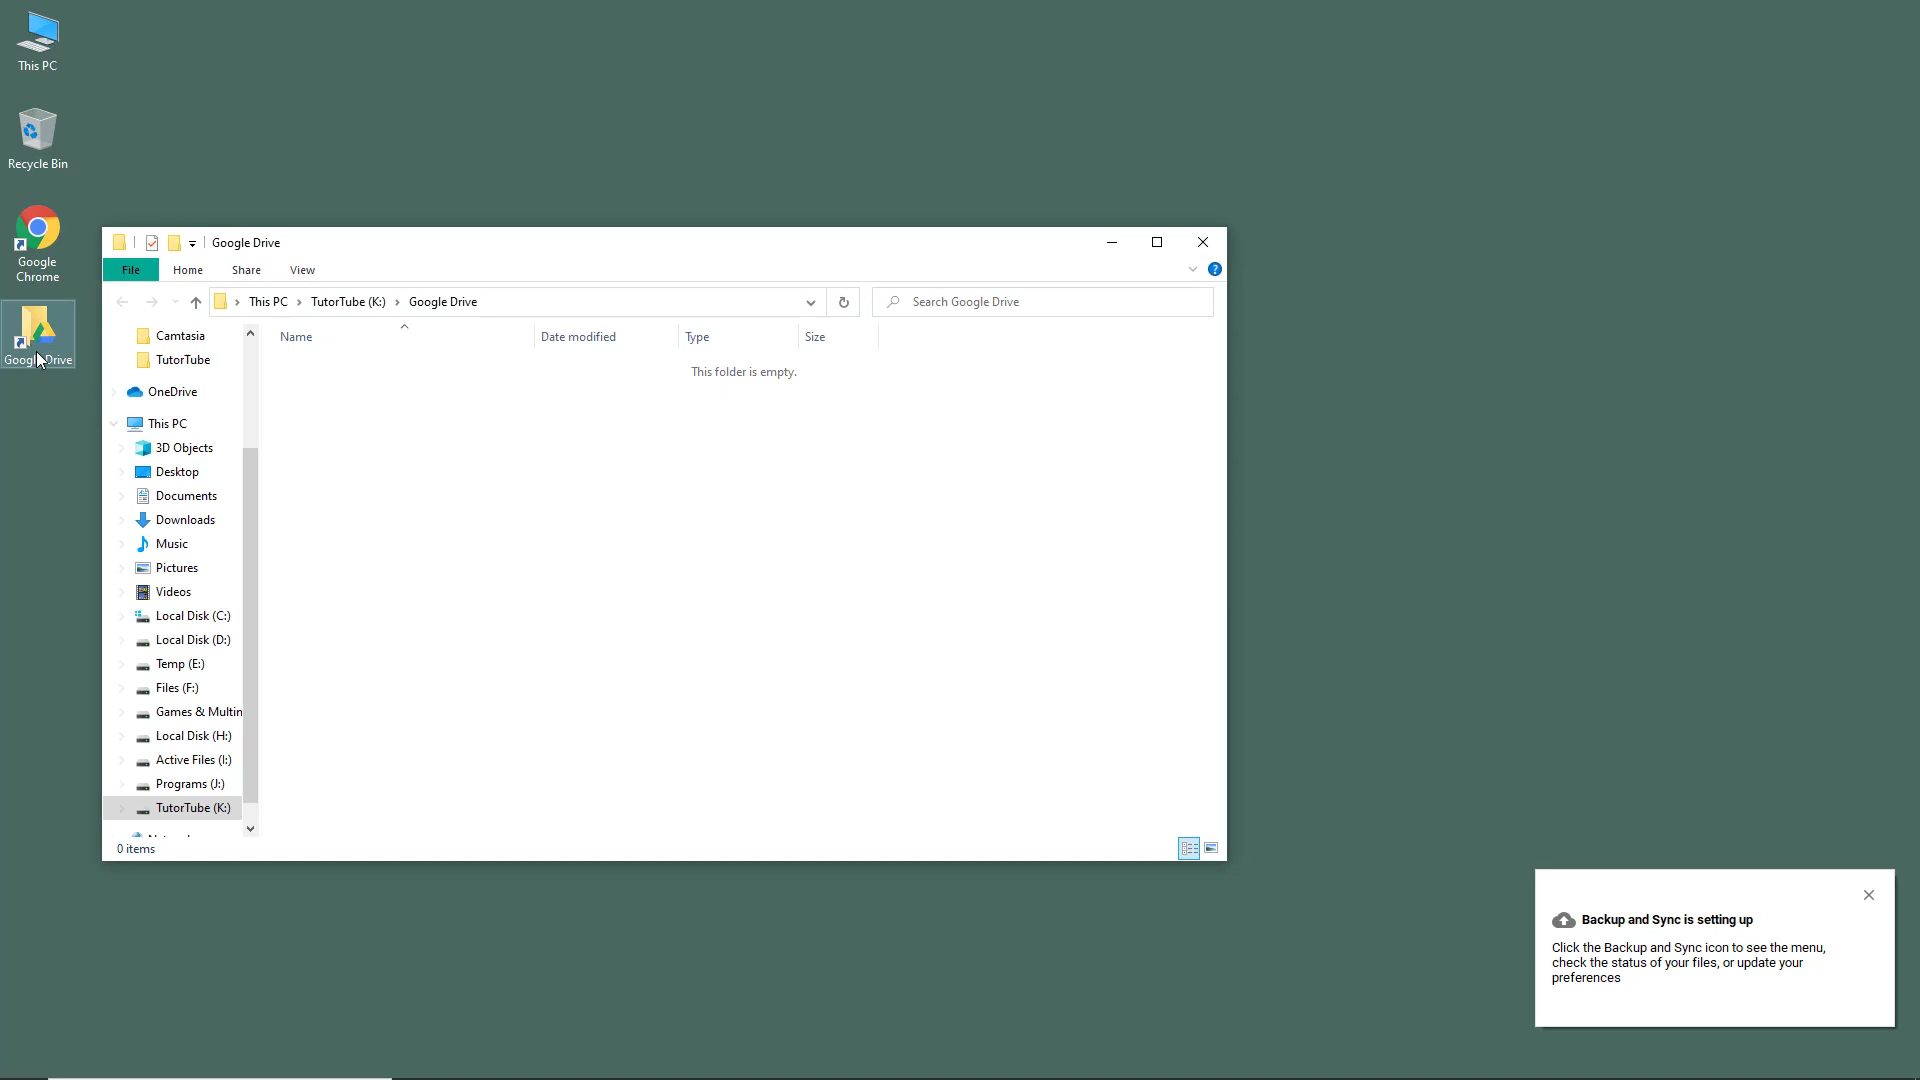 This PC
Recycle Bin
Google
Chrome
Google Drive
Google Drive
File
Home
Share
View
This PC
TutorTube (K:)
Google Drive
Search Google Drive
Name
Date modified
Type
Size
This folder is empty.
Camtasia
TutorTube
OneDrive
This PC
3D Objects
Desktop
Documents
Downloads
Music
Pictures
Videos
Local Disk (C:)
Local Disk (D:)
Temp (E:)
Files (F:)
Games & Multin
Local Disk (H:)
Active Files (I:)
Programs (J:)
TutorTube (K:)
0 items
Backup and Sync is setting up
Click the Backup and Sync icon to see the menu,
check the status of your files, or update your
preferences